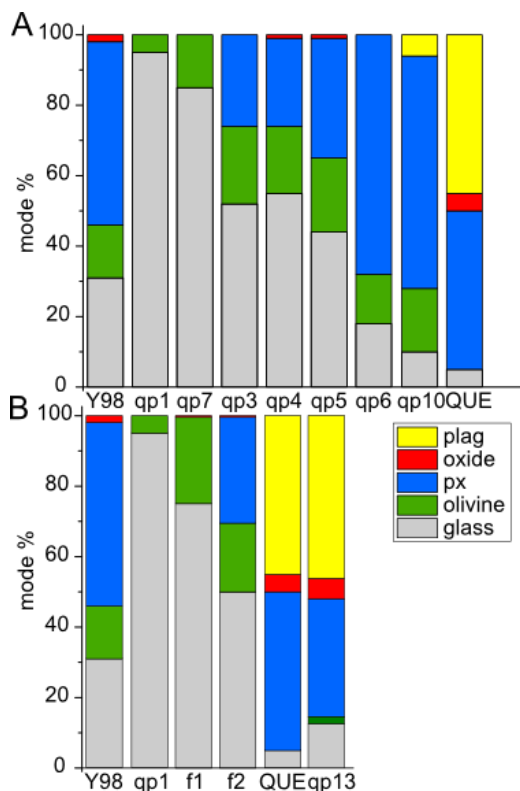 A
100
80
60
40
20
0
mode %
Y98 qp1 qp7 qp3 qp4 qp5 qp6 qp10 QUE
B
100
80
60
40
20
0
mode %
Y98 qp1 f1 f2 QUE qp13
plag
oxide
px
olivine
glass